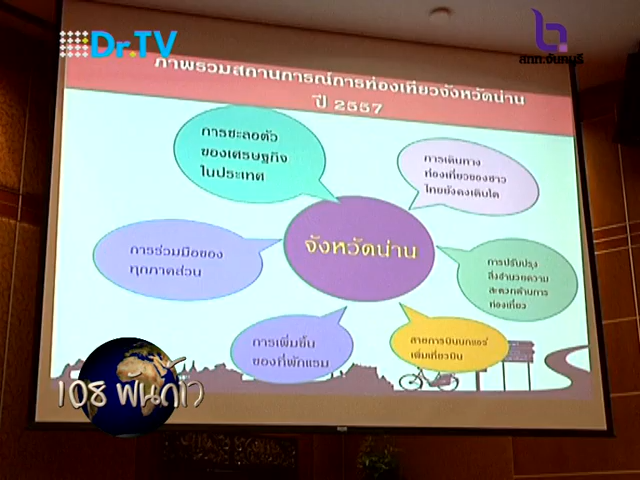 Dr.TV
สทท.จันทบุรี
ภาพรวมสถานการณ์การท่องเที่ยวจังหวัดน่าน
ปี 2557
การชะลอตัว
ของเศรษฐกิจ
ในประเทศ
การเดินทาง
ท่องเที่ยวของชาว
ไทยยังคงเติบโต
จังหวัดน่าน
การร่วมมือของ
ทุกภาคส่วน
การปรับปรุง
สิ่งอำนวยความ
สะดวกด้านการ
ท่องเที่ยว
การเพิ่มขึ้น
ของที่พักแรม
สายการบินนกแอร์
เพิ่มเที่ยวบิน
108 พันข่าว